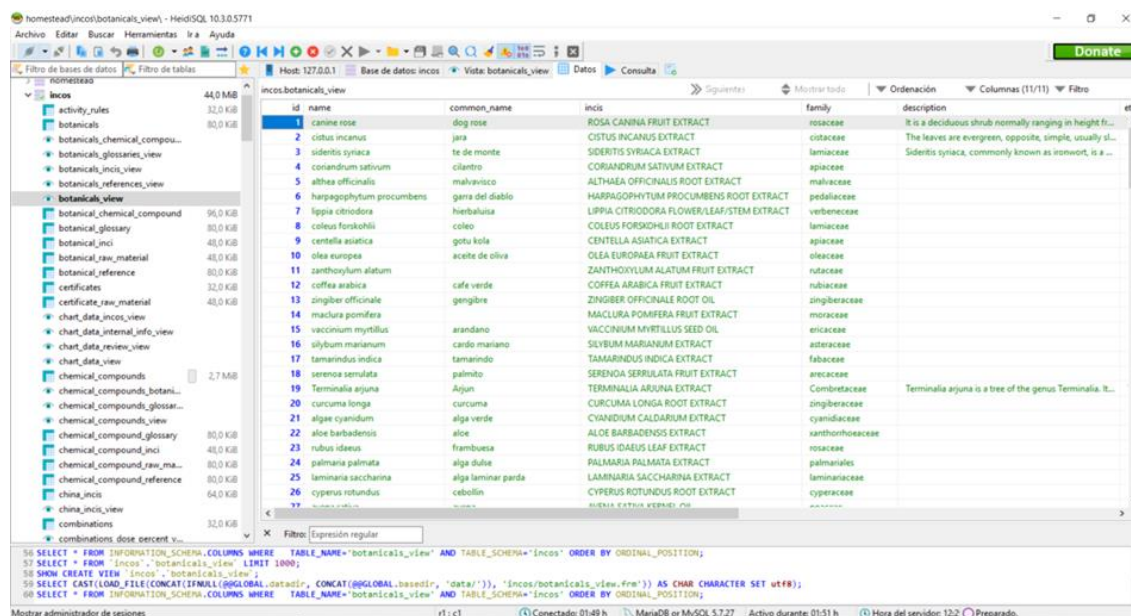 homestead\incos\botanicals_view\ - HeidiSQL 10.3.0.5771
Archivo Editar Buscar Herramientas Ir a Ayuda
Donate
Filtro de bases de datos Filtro de tablas
Host: 127.0.0.1 Base de datos: incos Vista: botanicals_view Datos Consulta
homestead
incos 44,0 MiB
activity_rules 32,0 KiB
botanicals 80,0 KiB
botanicals_chemical_compou...
botanicals_glossaries_view
botanicals_incis_view
botanicals_references_view
botanicals_view
botanical_chemical_compound 96,0 KiB
botanical_glossary 80,0 KiB
botanical_inci 48,0 KiB
botanical_raw_material 48,0 KiB
botanical_reference 80,0 KiB
certificates 32,0 KiB
certificate_raw_material 48,0 KiB
chart_data_incos_view
chart_data_internal_info_view
chart_data_review_view
chart_data_view
chemical_compounds 2,7 MiB
chemical_compounds_botani...
chemical_compounds_glossar...
chemical_compounds_view
chemical_compound_glossary 80,0 KiB
chemical_compound_inci 48,0 KiB
chemical_compound_raw_ma... 80,0 KiB
chemical_compound_reference 80,0 KiB
china_incis 64,0 KiB
china_incis_view
combinations 32,0 KiB
combinations_dose_percent_v...
incos.botanicals_view Siguientes Mostrar todo Ordenación Columnas (11/11) Filtro
id name common_name incis family description et
1 canine rose dog rose ROSA CANINA FRUIT EXTRACT rosaceae It is a deciduous shrub normally ranging in height fr...
2 cistus incanus jara CISTUS INCANUS EXTRACT cistaceae The leaves are evergreen, opposite, simple, usually sl...
3 sideritis syriaca te de monte SIDERITIS SYRIACA EXTRACT lamiaceae Sideritis syriaca, commonly known as ironwort, is a ...
4 coriandrum sativum cilantro CORIANDRUM SATIVUM EXTRACT apiaceae
5 althea officinalis malvavisco ALTHAEA OFFICINALIS ROOT EXTRACT malvaceae
6 harpagophytum procumbens garra del diablo HARPAGOPHYTUM PROCUMBENS ROOT EXTRACT pedaliaceae
7 lippia citriodora hierbaluisa LIPPIA CITRIODORA FLOWER/LEAF/STEM EXTRACT verbeneceae
8 coleus forskohlii coleo COLEUS FORSKOHLII ROOT EXTRACT lamiaceae
9 centella asiatica gotu kola CENTELLA ASIATICA EXTRACT apiaceae
10 olea europea aceite de oliva OLEA EUROPAEA FRUIT EXTRACT oleaceae
11 zanthoxylum alatum ZANTHOXYLUM ALATUM FRUIT EXTRACT rutaceae
12 coffea arabica cafe verde COFFEA ARABICA FRUIT EXTRACT rubiaceae
13 zingiber officinale gengibre ZINGIBER OFFICINALE ROOT OIL zingiberaceae
14 maclura pomifera MACLURA POMIFERA FRUIT EXTRACT moraceae
15 vaccinium myrtillus arandano VACCINIUM MYRTILLUS SEED OIL ericaceae
16 silybum marianum cardo mariano SILYBUM MARIANUM EXTRACT asteraceae
17 tamarindus indica tamarindo TAMARINDUS INDICA EXTRACT fabaceae
18 serenoa serrulata palmito SERENOA SERRULATA FRUIT EXTRACT arecaceae
19 Terminalia arjuna Arjun TERMINALIA ARJUNA EXTRACT Combretaceae Terminalia arjuna is a tree of the genus Terminalia. It...
20 curcuma longa curcuma CURCUMA LONGA ROOT EXTRACT zingiberaceae
21 algae cyanidium alga verde CYANIDIUM CALDARIUM EXTRACT cyanidiaceae
22 aloe barbadensis aloe ALOE BARBADENSIS EXTRACT xanthorrhoeaceae
23 rubus idaeus frambuesa RUBUS IDAEUS LEAF EXTRACT rosaceae
24 palmaria palmata alga dulse PALMARIA PALMATA EXTRACT palmariales
25 laminaria saccharina alga laminar parda LAMINARIA SACCHARINA EXTRACT laminariaceae
26 cyperus rotundus cebollin CYPERUS ROTUNDUS ROOT EXTRACT cyperaceae
Filtro: Expresión regular
56 SELECT * FROM INFORMATION_SCHEMA.COLUMNS WHERE TABLE_NAME='botanicals_view' AND TABLE_SCHEMA='incos' ORDER BY ORDINAL_POSITION;
57 SELECT * FROM `incos`.`botanicals_view` LIMIT 1000;
58 SHOW CREATE VIEW `incos`.`botanicals_view`;
59 SELECT CAST(LOAD_FILE(CONCAT(IFNULL(@@GLOBAL.datadir, CONCAT(@@GLOBAL.basedir, 'data/')), 'incos/botanicals_view.frm')) AS CHAR CHARACTER SET utf8);
60 SELECT * FROM INFORMATION_SCHEMA.COLUMNS WHERE TABLE_NAME='botanicals_view' AND TABLE_SCHEMA='incos' ORDER BY ORDINAL_POSITION;
Mostrar administrador de sesiones r1 : c1 Conectado: 01:49 h MariaDB or MySQL 5.7.27 Activo durante: 01:51 h Hora del servidor: 12:2 Preparado.